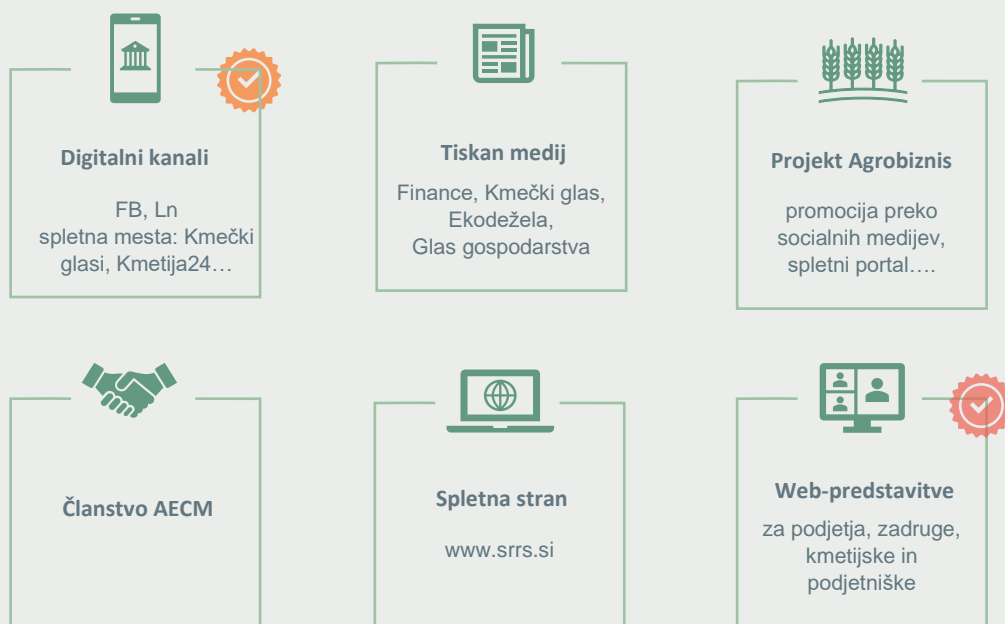 Digitalni kanali
FB, Ln
spletna mesta: Kmečki
glasi, Kmetija24…
Tiskan medij
Finance, Kmečki glas,
Ekodežela,
Glas gospodarstva
Projekt Agrobiznis
promocija preko
socialnih medijev,
spletni portal….
Članstvo AECM
Spletna stran
www.srrs.si
Web-predstavitve
za podjetja, zadruge,
kmetijske in
podjetniške